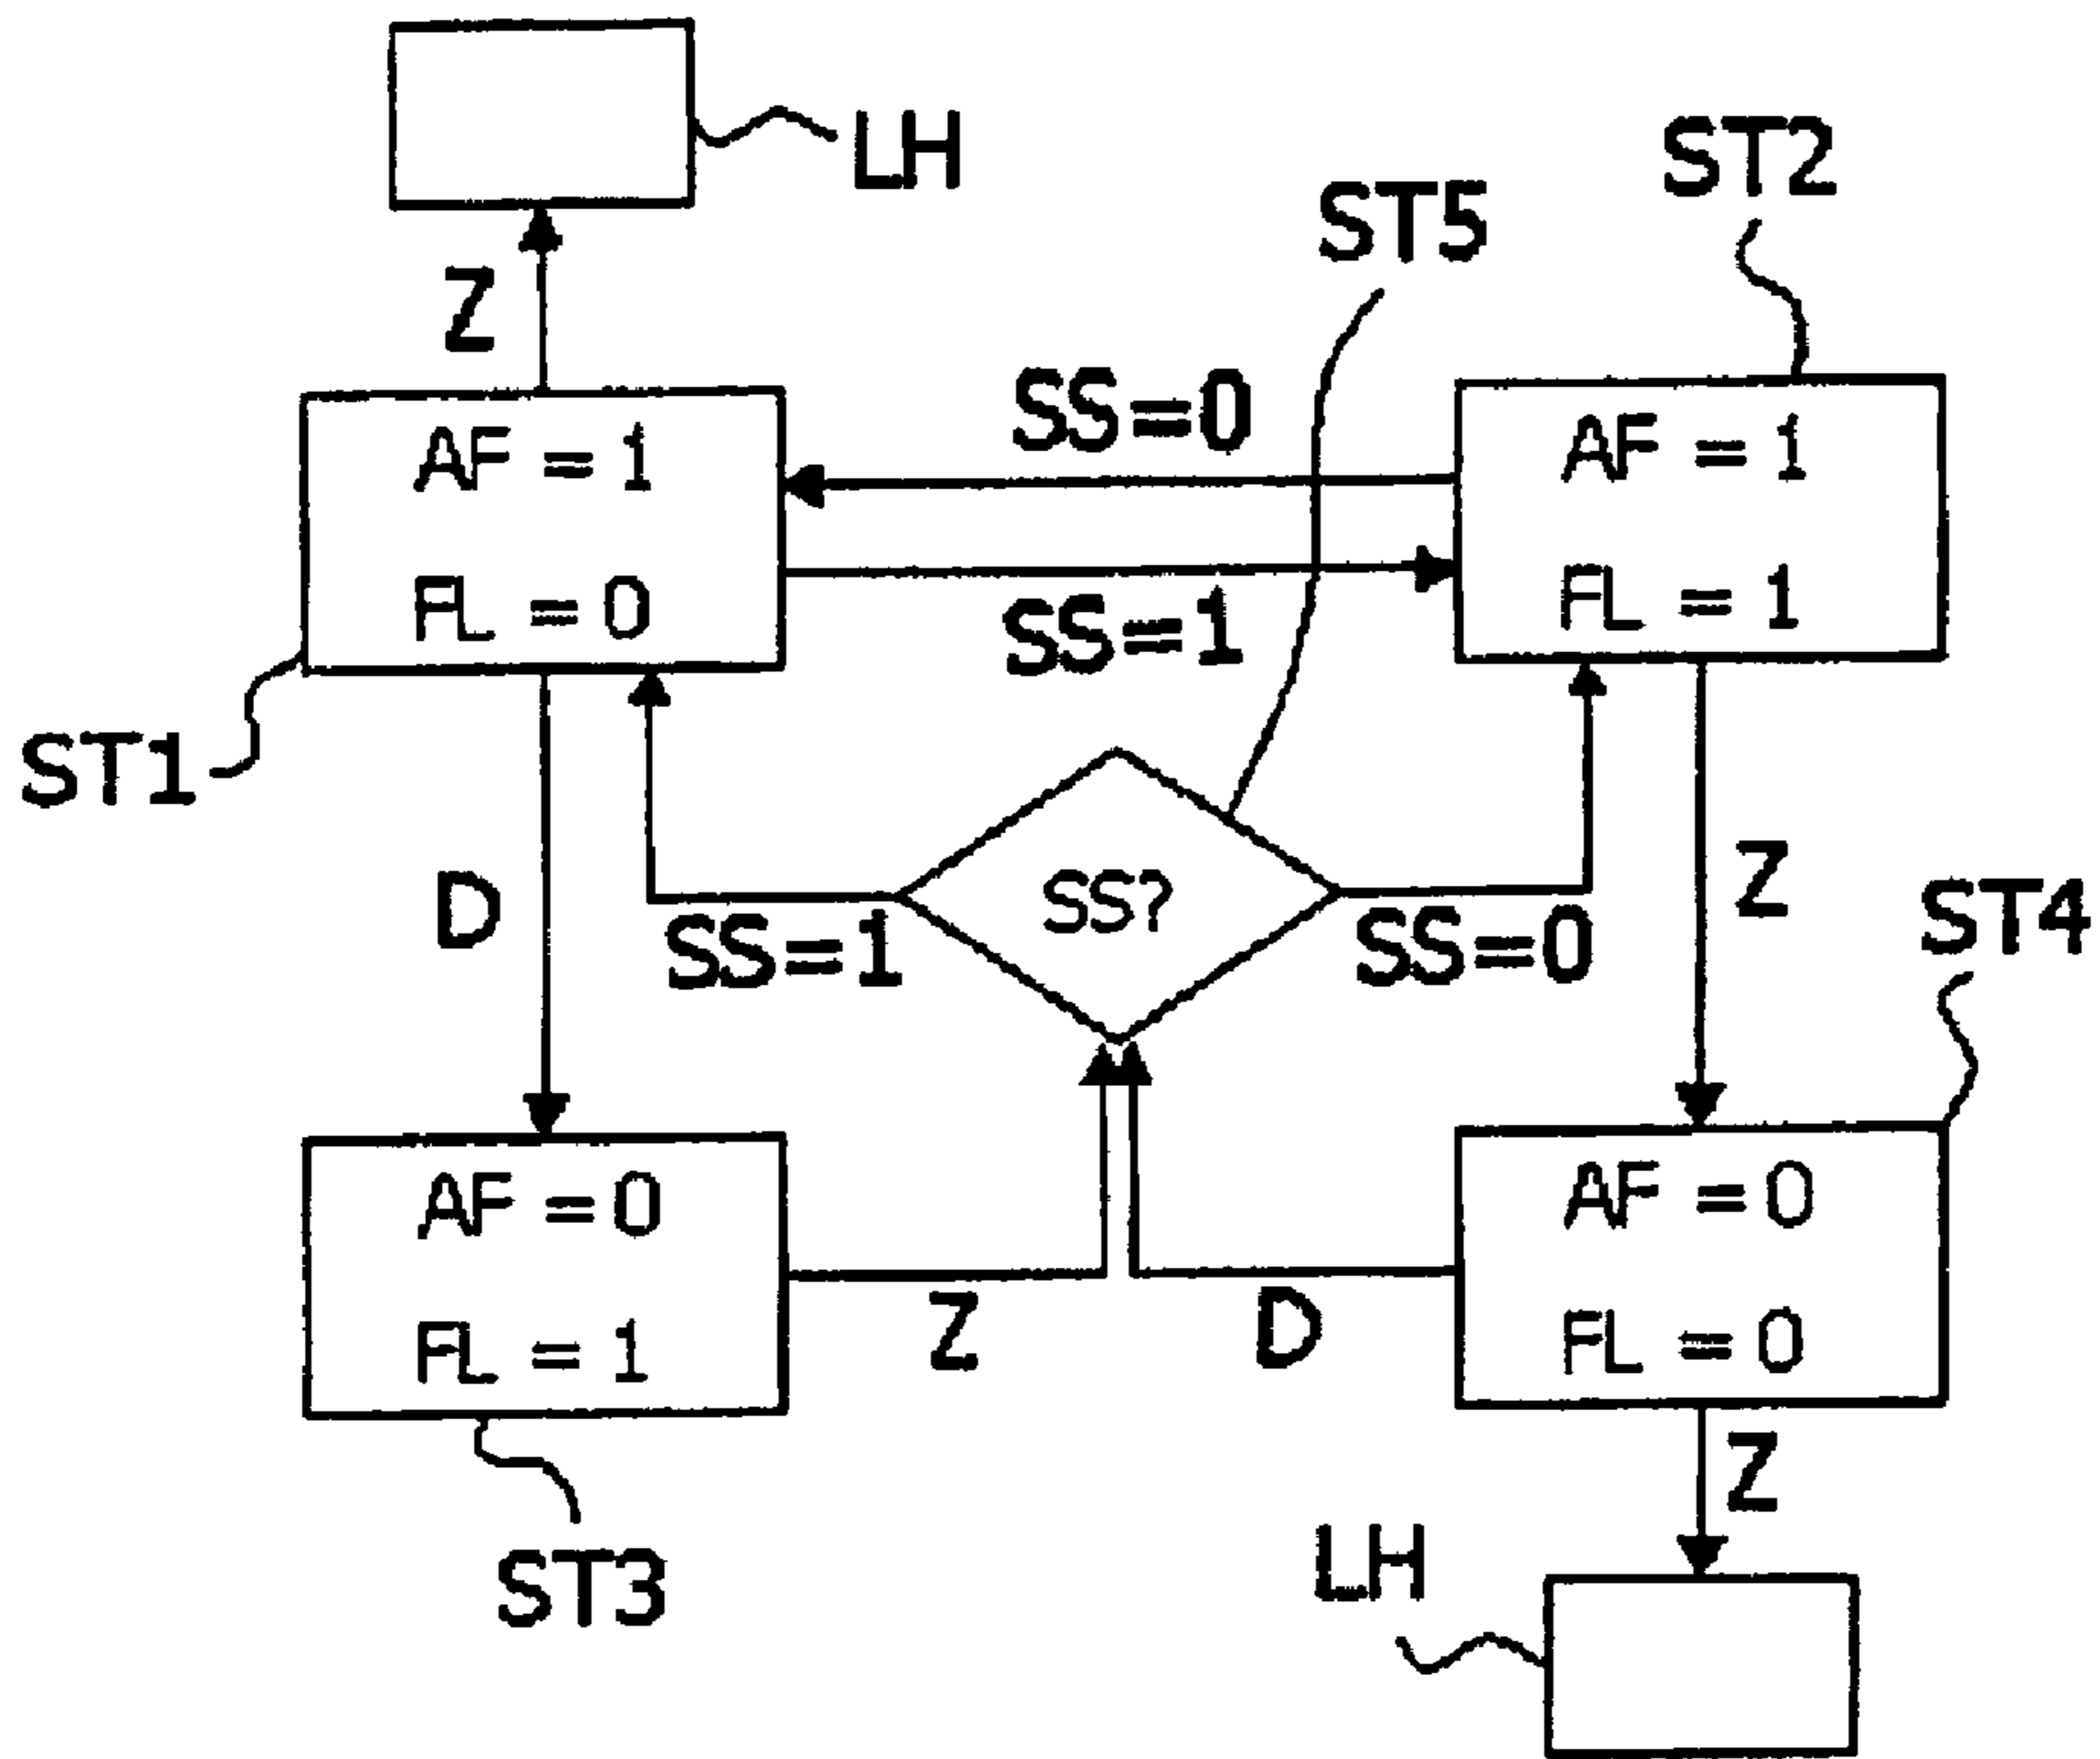 LH
ST2
ST5
Z
SS=0
AF = 1
FL = 0
AF = 1
FL = 1
SS=1
ST1
D
SS?
SS=1
SS=0
Z
ST4
AF = 0
FL = 1
AF = 0
FL = 0
Z
D
Z
ST3
LH